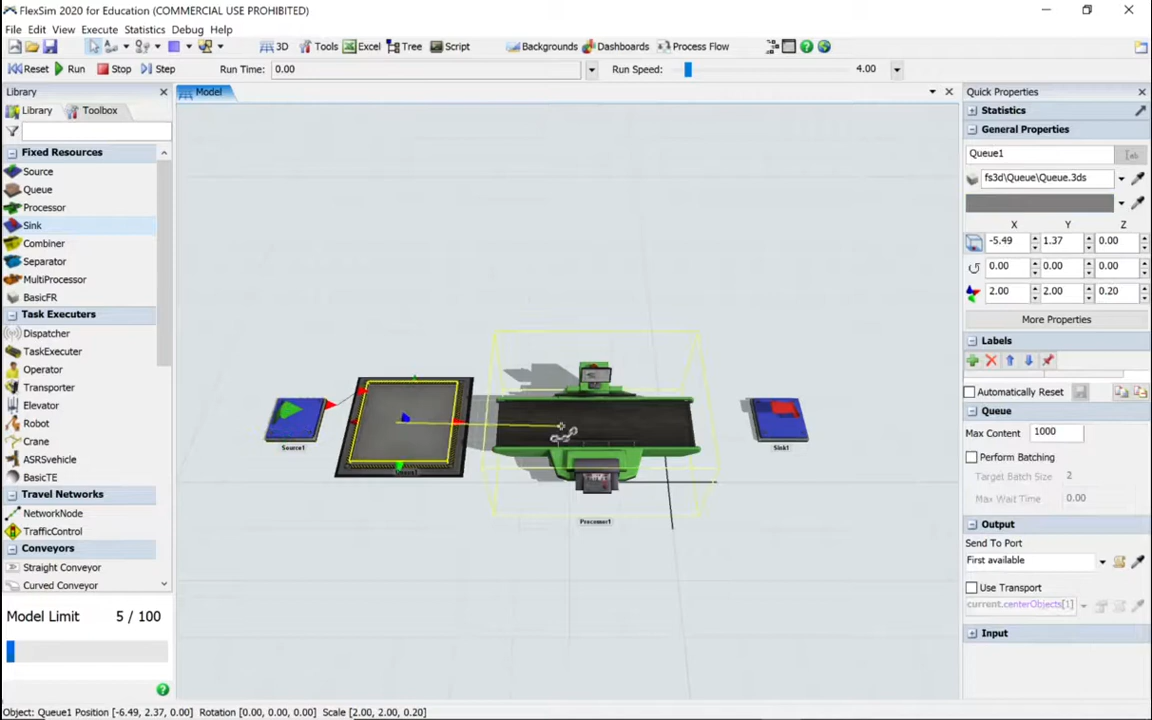 FlexSim 2020 for Education (COMMERCIAL USE PROHIBITED)
File Edit View Execute Statistics Debug Help
3D Tools Excel Tree Script Backgrounds Dashboards Process Flow
Reset Run Stop Step Run Time: 0.00 Run Speed: 4.00
Library
Library Toolbox
Fixed Resources
Source
Queue
Processor
Sink
Combiner
Separator
MultiProcessor
BasicFR
Task Executers
Dispatcher
TaskExecuter
Operator
Transporter
Elevator
Robot
Crane
ASRSvehicle
BasicTE
Travel Networks
NetworkNode
TrafficControl
Conveyors
Straight Conveyor
Curved Conveyor
Model Limit 5 / 100
Model
Source1
Processor1
Sink1
Quick Properties
Statistics
General Properties
Queue1
fs3d\Queue\Queue.3ds
X Y Z
-5.49 1.37 0.00
0.00 0.00 0.00
2.00 2.00 0.20
More Properties
Labels
Automatically Reset
Queue
Max Content 1000
Perform Batching
Target Batch Size 2
Max Wait Time 0.00
Output
Send To Port
First available
Use Transport
current.centerObjects[1]
Input
Object: Queue1 Position [-6.49, 2.37, 0.00] Rotation [0.00, 0.00, 0.00] Scale [2.00, 2.00, 0.20]